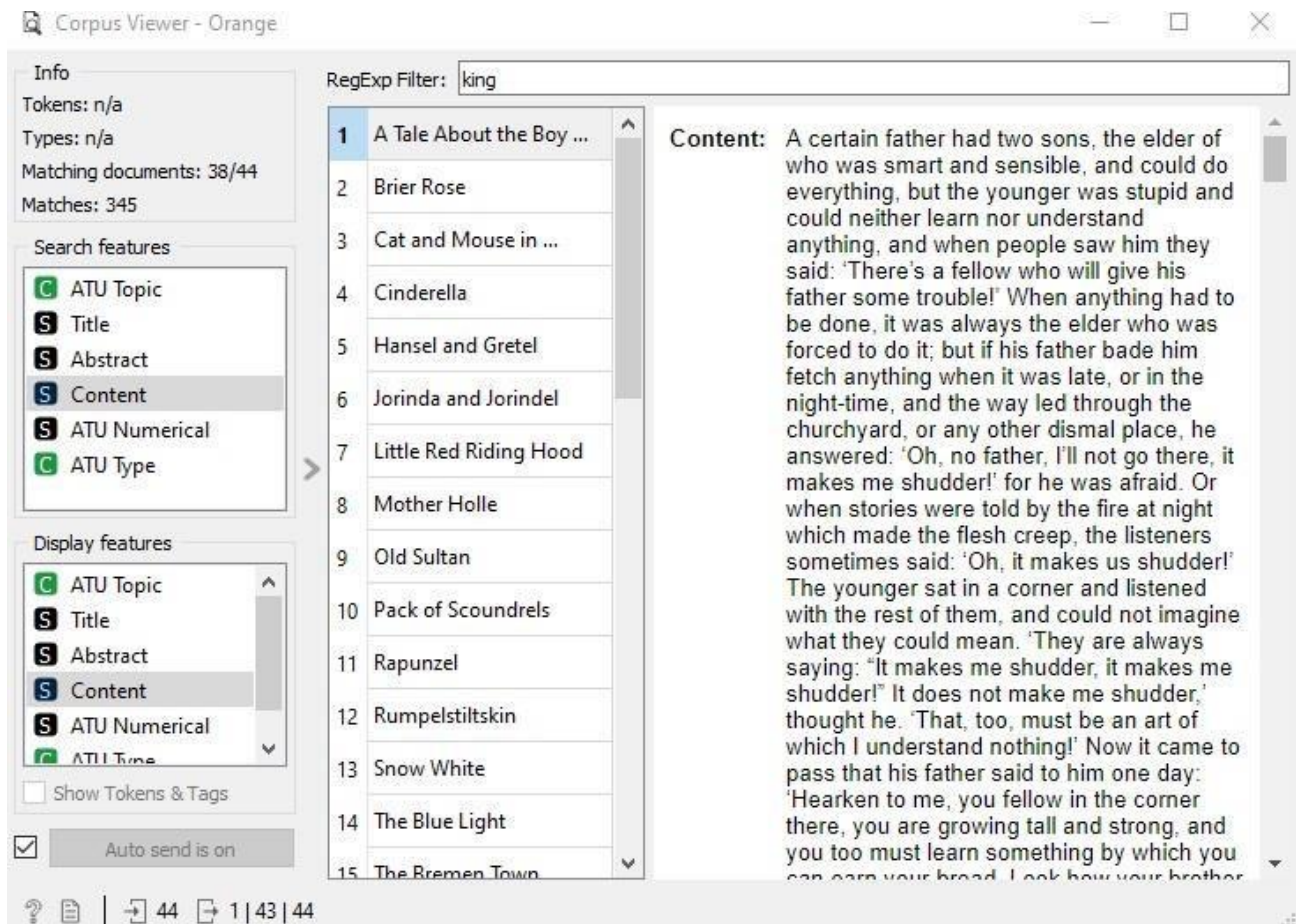 Corpus Viewer - Orange
Info
Tokens: n/a
Types: n/a
Matching documents: 38/44
Matches: 345
Search features
C ATU Topic
S Title
S Abstract
S Content
S ATU Numerical
C ATU Type
Display features
C ATU Topic
S Title
S Abstract
S Content
S ATU Numerical
C ATU Type
Show Tokens & Tags
Auto send is on
44 1 | 43 | 44
RegExp Filter: king
1 A Tale About the Boy ...
2 Brier Rose
3 Cat and Mouse in ...
4 Cinderella
5 Hansel and Gretel
6 Jorinda and Jorindel
7 Little Red Riding Hood
8 Mother Holle
9 Old Sultan
10 Pack of Scoundrels
11 Rapunzel
12 Rumpelstiltskin
13 Snow White
14 The Blue Light
15 The Bremen Town
Content: A certain father had two sons, the elder of
who was smart and sensible, and could do
everything, but the younger was stupid and
could neither learn nor understand
anything, and when people saw him they
said: ‘There’s a fellow who will give his
father some trouble!’ When anything had to
be done, it was always the elder who was
forced to do it; but if his father bade him
fetch anything when it was late, or in the
night-time, and the way led through the
churchyard, or any other dismal place, he
answered: ‘Oh, no father, I’ll not go there, it
makes me shudder!’ for he was afraid. Or
when stories were told by the fire at night
which made the flesh creep, the listeners
sometimes said: ‘Oh, it makes us shudder!’
The younger sat in a corner and listened
with the rest of them, and could not imagine
what they could mean. ‘They are always
saying: “It makes me shudder, it makes me
shudder!” It does not make me shudder,’
thought he. ‘That, too, must be an art of
which I understand nothing!’ Now it came to
pass that his father said to him one day:
‘Hearken to me, you fellow in the corner
there, you are growing tall and strong, and
you too must learn something by which you
can earn your bread. Look how your brother